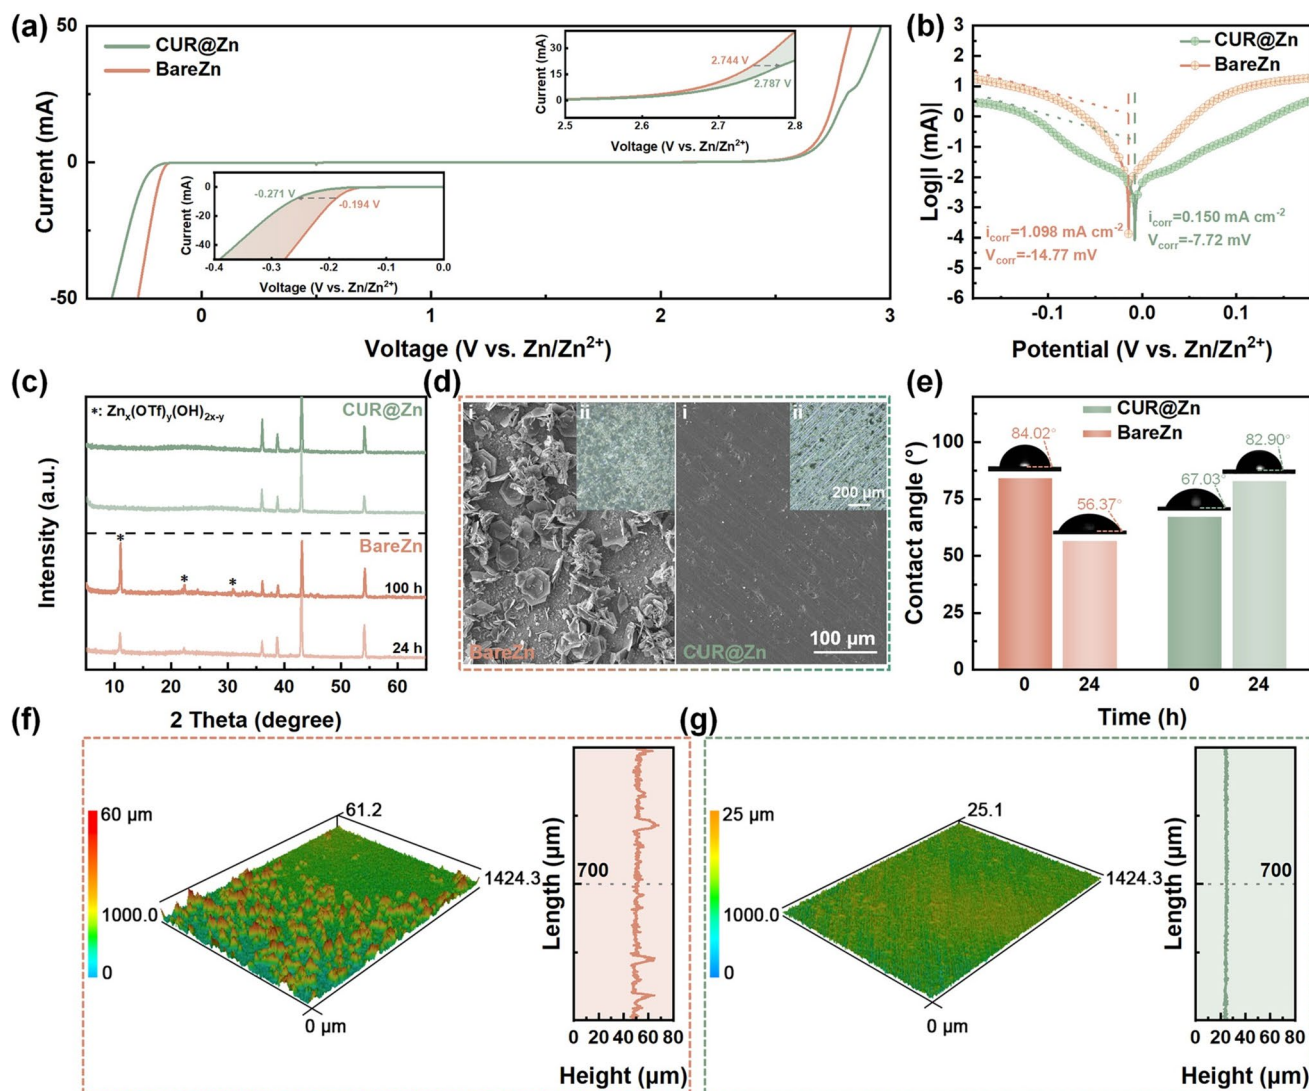 (a)
50
0
-50
Current (mA)
CUR@Zn
BareZn
Current (mA)
40
30
20
10
0
2.744 V
2.787 V
2.5 2.6 2.7 2.8
Voltage (V vs. Zn/Zn²⁺)
Current (mA)
0
-20
-40
-0.271 V
-0.194 V
-0.4 -0.3 -0.2 -0.1 0.0
Voltage (V vs. Zn/Zn²⁺)
0 1 2 3
Voltage (V vs. Zn/Zn²⁺)
(b)
3
2
1
0
-1
-2
-3
-4
-5
-6
Log|I (mA)|
CUR@Zn
BareZn
i_corr=1.098 mA cm⁻²
V_corr=-14.77 mV
i_corr=0.150 mA cm⁻²
V_corr=-7.72 mV
-0.1 0.0 0.1
Potential (V vs. Zn/Zn²⁺)
(c)
Intensity (a.u.)
*: Znₓ(OTf)ᵧ(OH)₂ₓ₋ᵧ
CUR@Zn
BareZn
* * *
100 h
24 h
10 20 30 40 50 60
2 Theta (degree)
(d)
i
ii
BareZn
i
ii
200 µm
CUR@Zn
100 µm
(e)
Contact angle (°)
100
75
50
25
0
CUR@Zn
BareZn
84.02°
56.37°
67.03°
82.90°
0 24 0 24
Time (h)
(f)
60 µm
0
61.2
1424.3
1000.0
0 µm
Length (µm)
700
0 20 40 60 80
Height (µm)
(g)
25 µm
0
25.1
1424.3
1000.0
0 µm
Length (µm)
700
0 20 40 60 80
Height (µm)